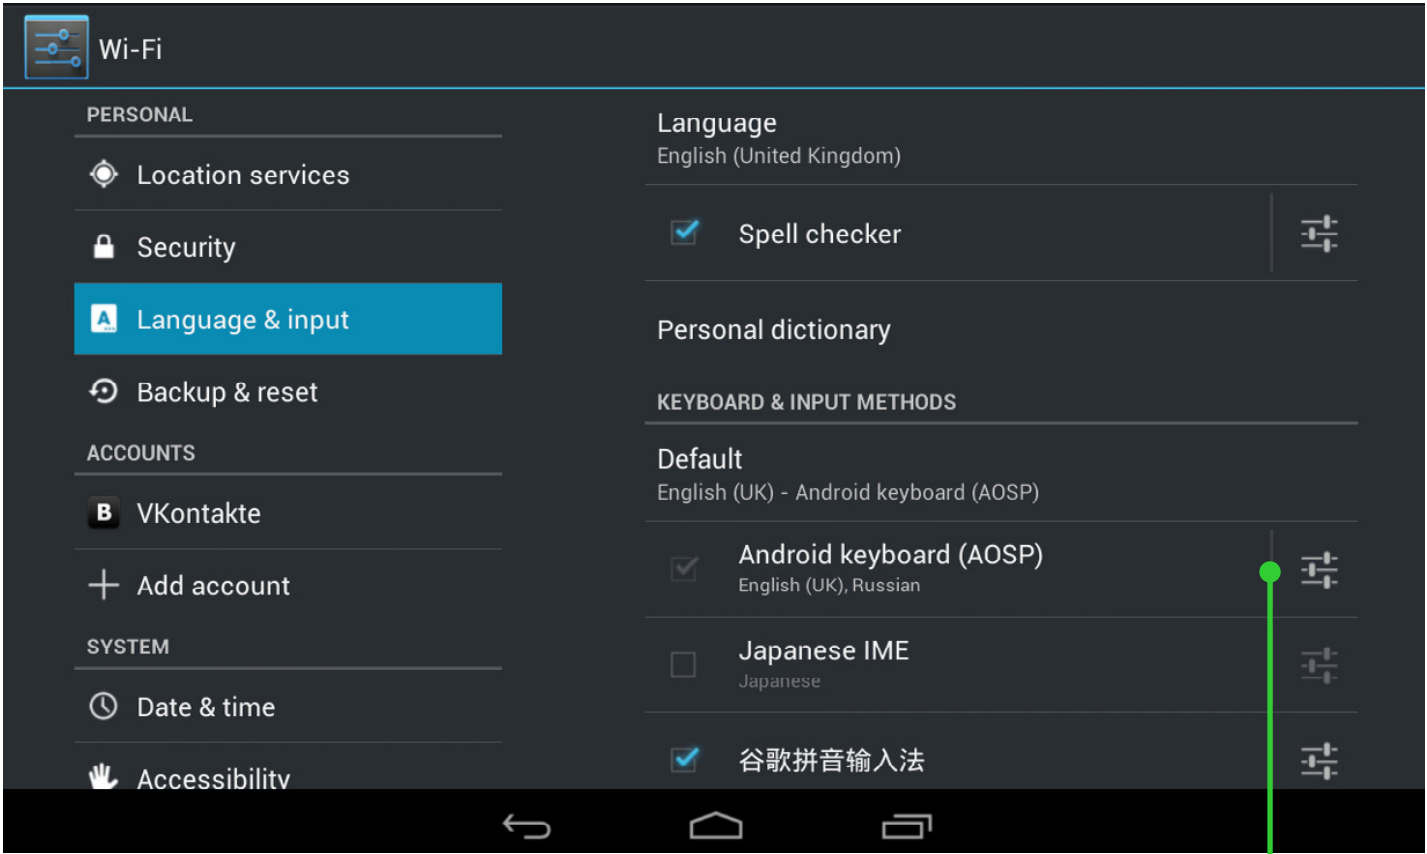 Wi-Fi
PERSONAL
Location services
Security
Language & input
Backup & reset
ACCOUNTS
VKontakte
Add account
SYSTEM
Date & time
Accessibility
Language
English (United Kingdom)
Spell checker
Personal dictionary
KEYBOARD & INPUT METHODS
Default
English (UK) - Android keyboard (AOSP)
Android keyboard (AOSP)
English (UK), Russian
Japanese IME
Japanese
谷歌拼音输入法